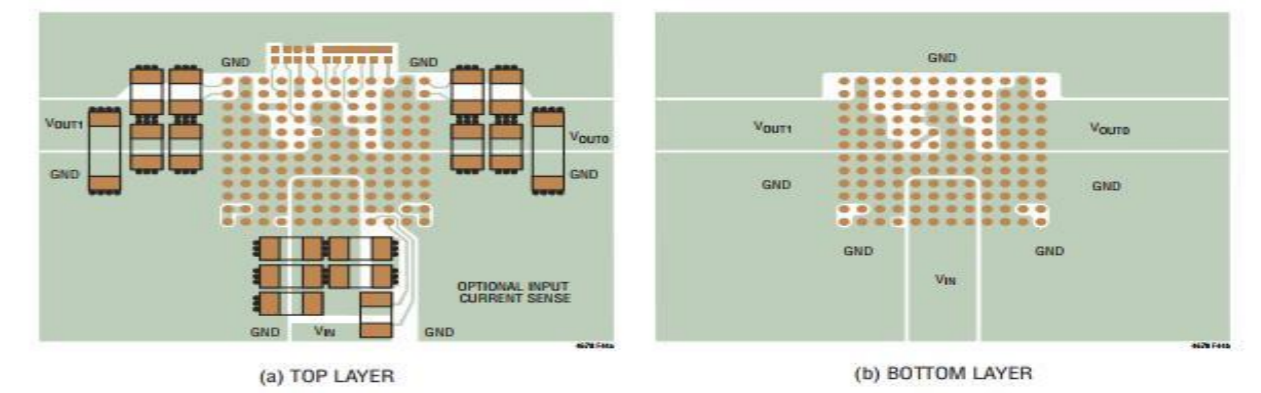 GND
GND
VOUT1
VOUT0
GND
GND
OPTIONAL INPUT
CURRENT SENSE
GND
VIN
GND
(a) TOP LAYER
GND
VOUT1
VOUT0
GND
GND
GND
GND
VIN
(b) BOTTOM LAYER